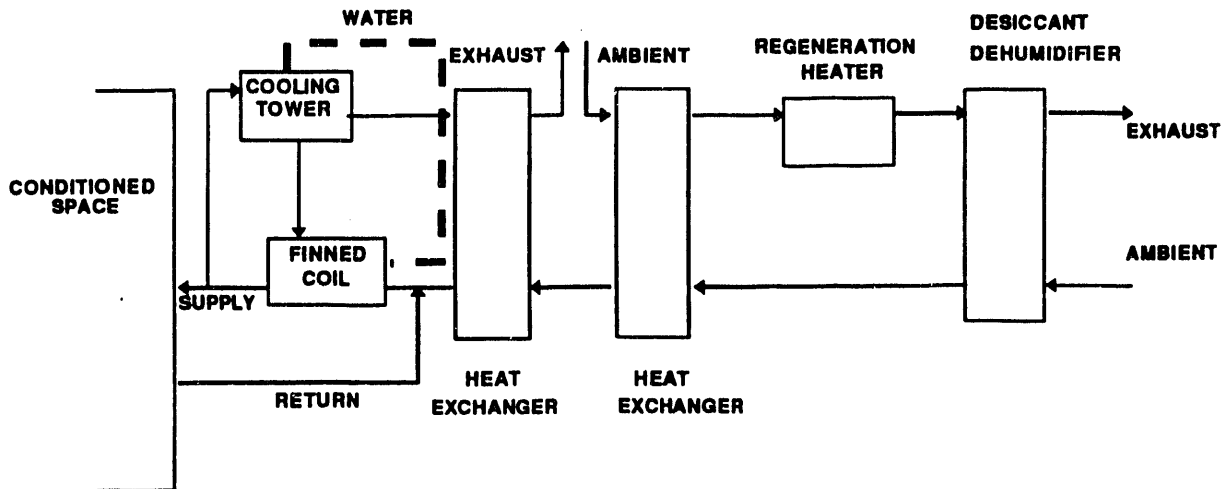 WATER
EXHAUST
AMBIENT
REGENERATION
HEATER
DESICCANT
DEHUMIDIFIER
COOLING
TOWER
EXHAUST
CONDITIONED
SPACE
FINNED
COIL
AMBIENT
SUPPLY
RETURN
HEAT
EXCHANGER
HEAT
EXCHANGER